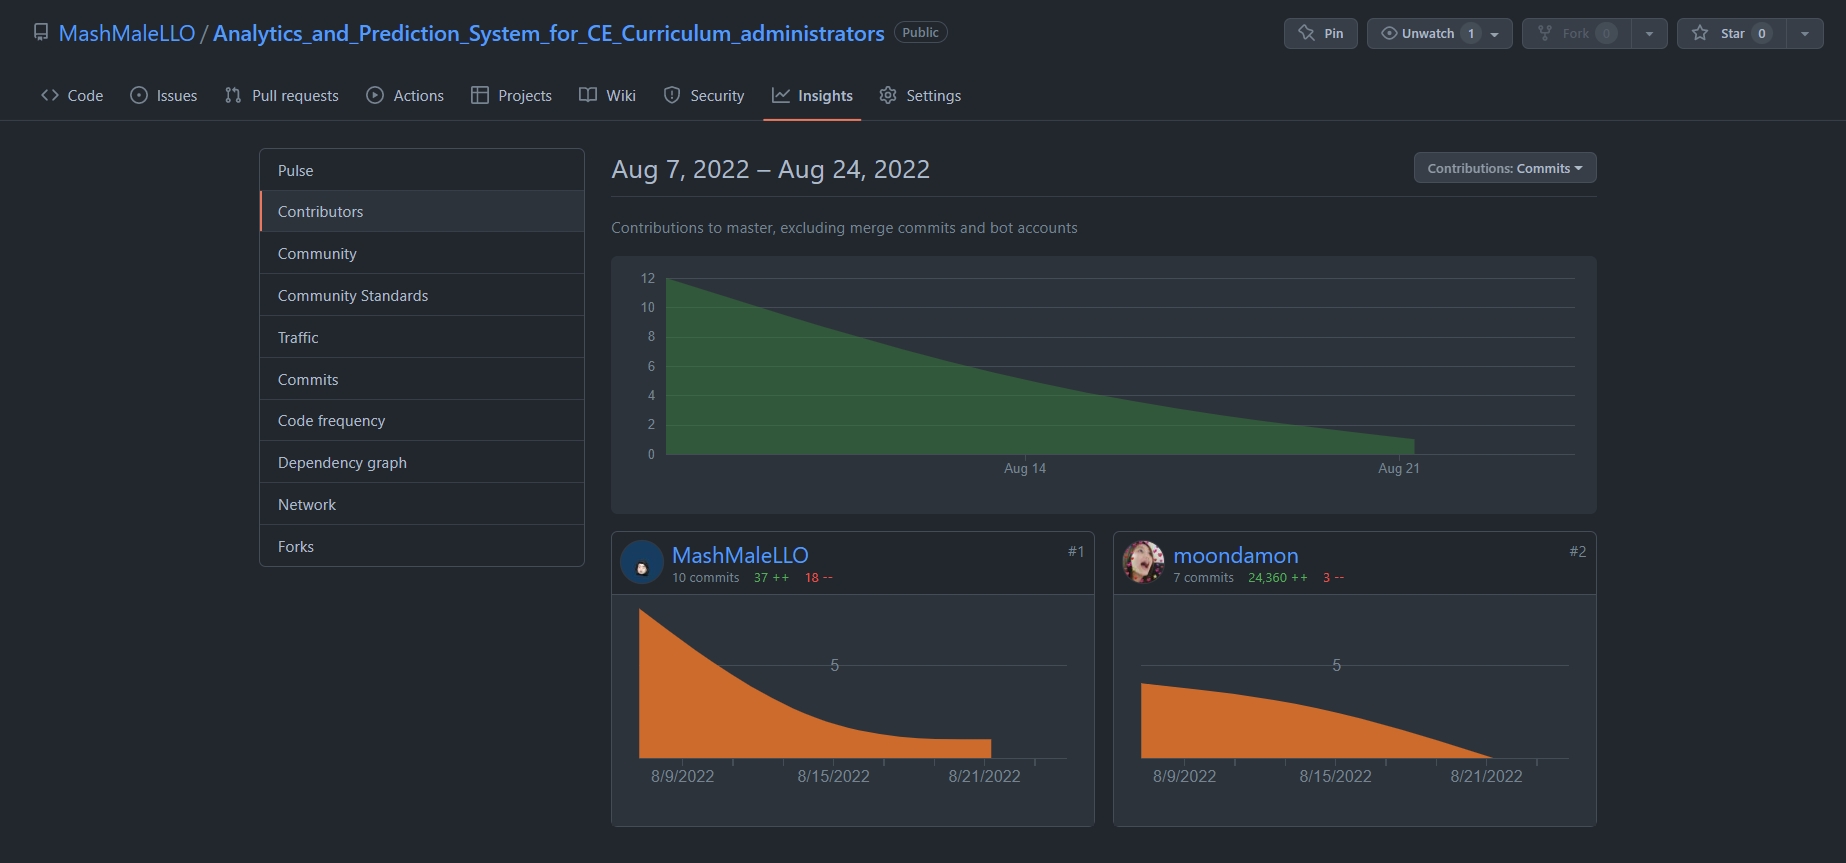 MashMaleLLO / Analytics_and_Prediction_System_for_CE_Curriculum_administrators Public
Pin Unwatch 1 Fork 0 Star 0
Code Issues Pull requests Actions Projects Wiki Security Insights Settings
Pulse
Contributors
Community
Community Standards
Traffic
Commits
Code frequency
Dependency graph
Network
Forks
Aug 7, 2022 – Aug 24, 2022
Contributions: Commits
Contributions to master, excluding merge commits and bot accounts
12
10
8
6
4
2
0
Aug 14 Aug 21
MashMaleLLO #1
10 commits 37 ++ 18 --
5
8/9/2022 8/15/2022 8/21/2022
moondamon #2
7 commits 24,360 ++ 3 --
5
8/9/2022 8/15/2022 8/21/2022